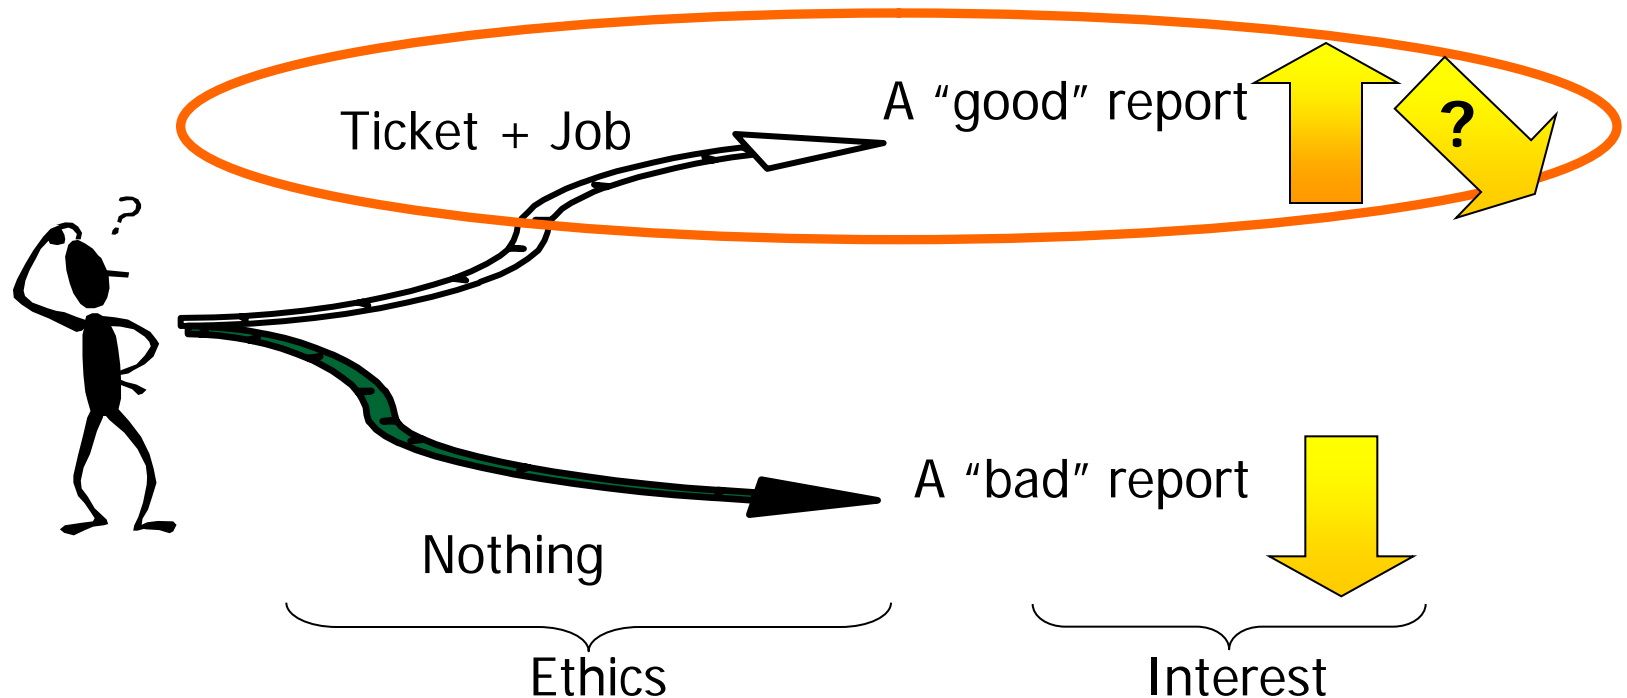 A “good” report
Ticket + Job
?
?
A “bad” report
Nothing
Ethics
Interest